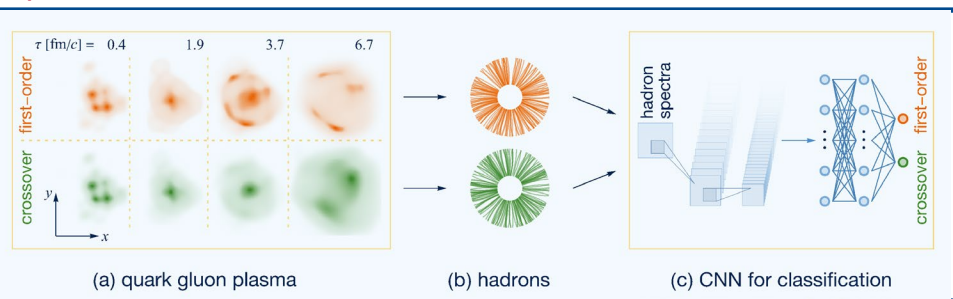 τ [fm/c] = 0.4 1.9 3.7 6.7
first-order
crossover
y
x
hadron
spectra
first-order
crossover
(a) quark gluon plasma
(b) hadrons
(c) CNN for classification